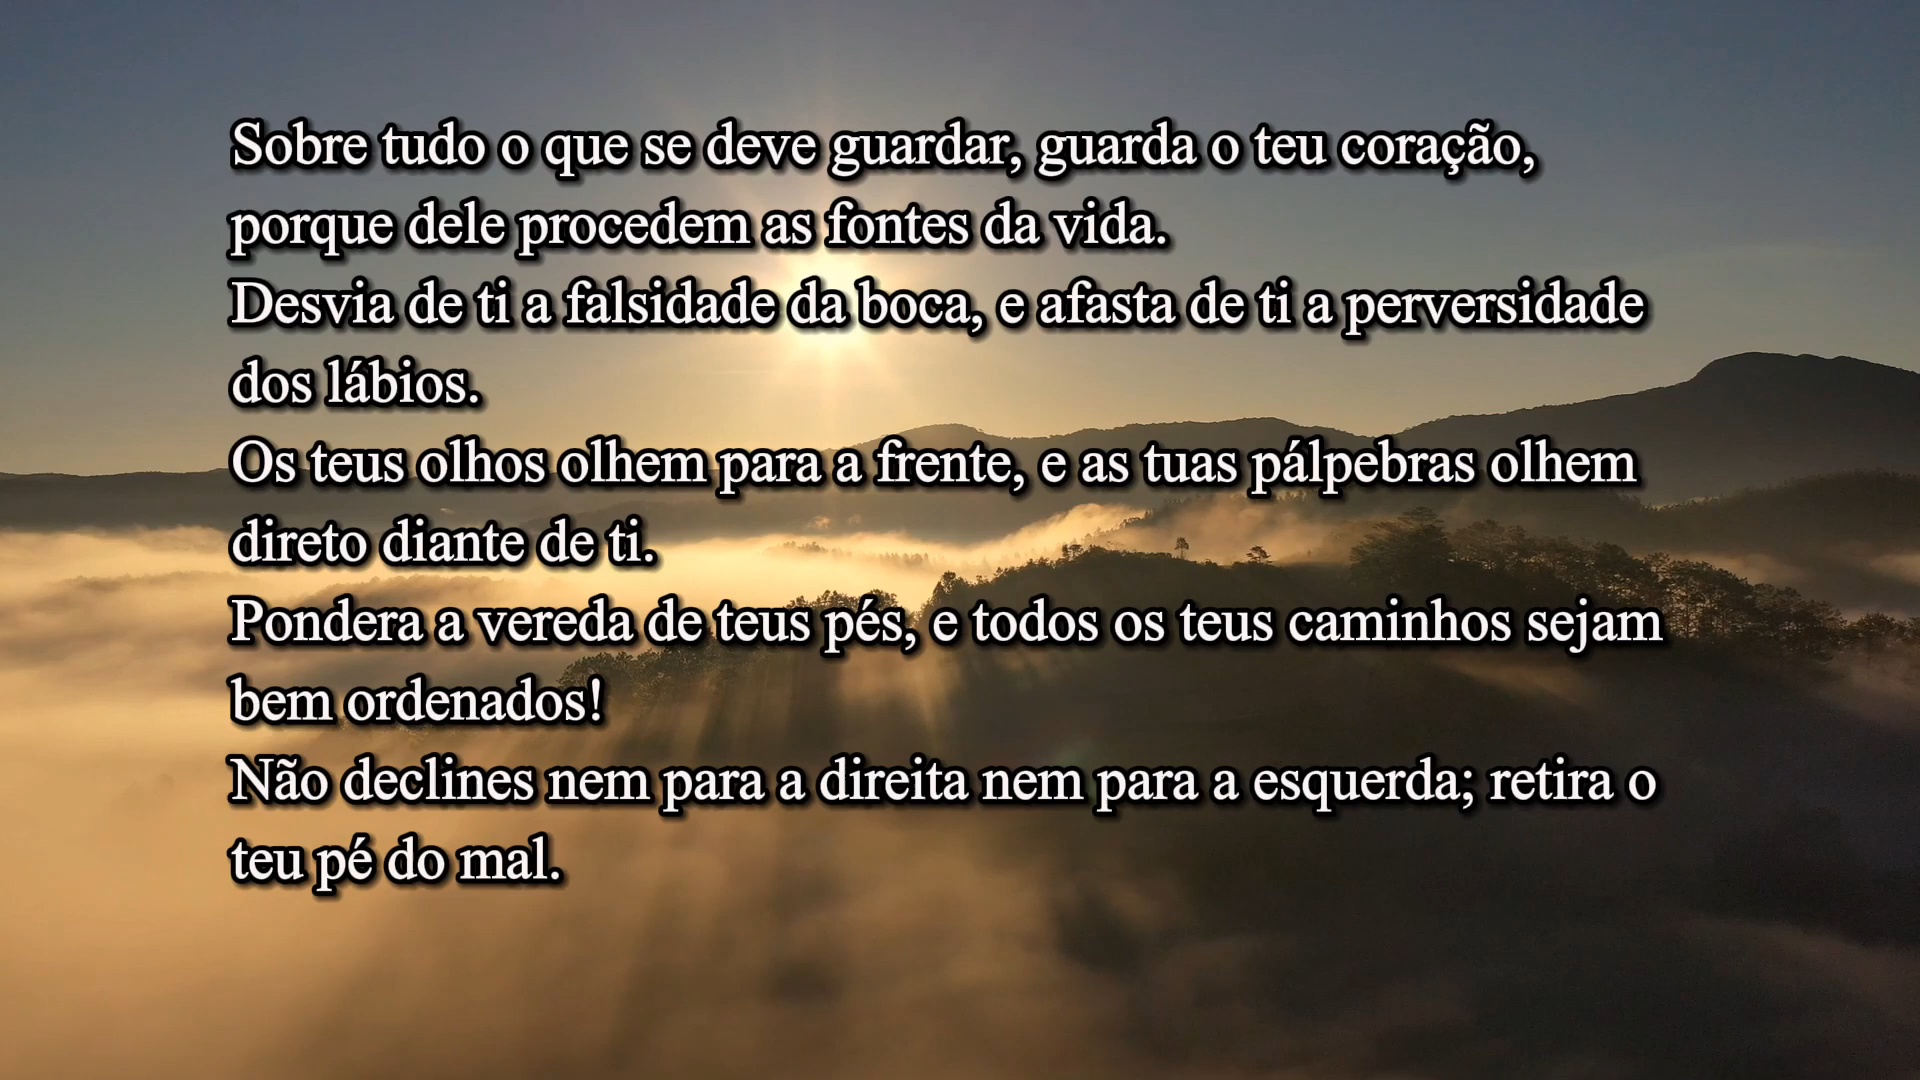 Sobre tudo o que se deve guardar, guarda o teu coração,
porque dele procedem as fontes da vida.
Desvia de ti a falsidade da boca, e afasta de ti a perversidade
dos lábios.
Os teus olhos olhem para a frente, e as tuas pálpebras olhem
direto diante de ti.
Pondera a vereda de teus pés, e todos os teus caminhos sejam
bem ordenados!
Não declines nem para a direita nem para a esquerda; retira o
teu pé do mal.